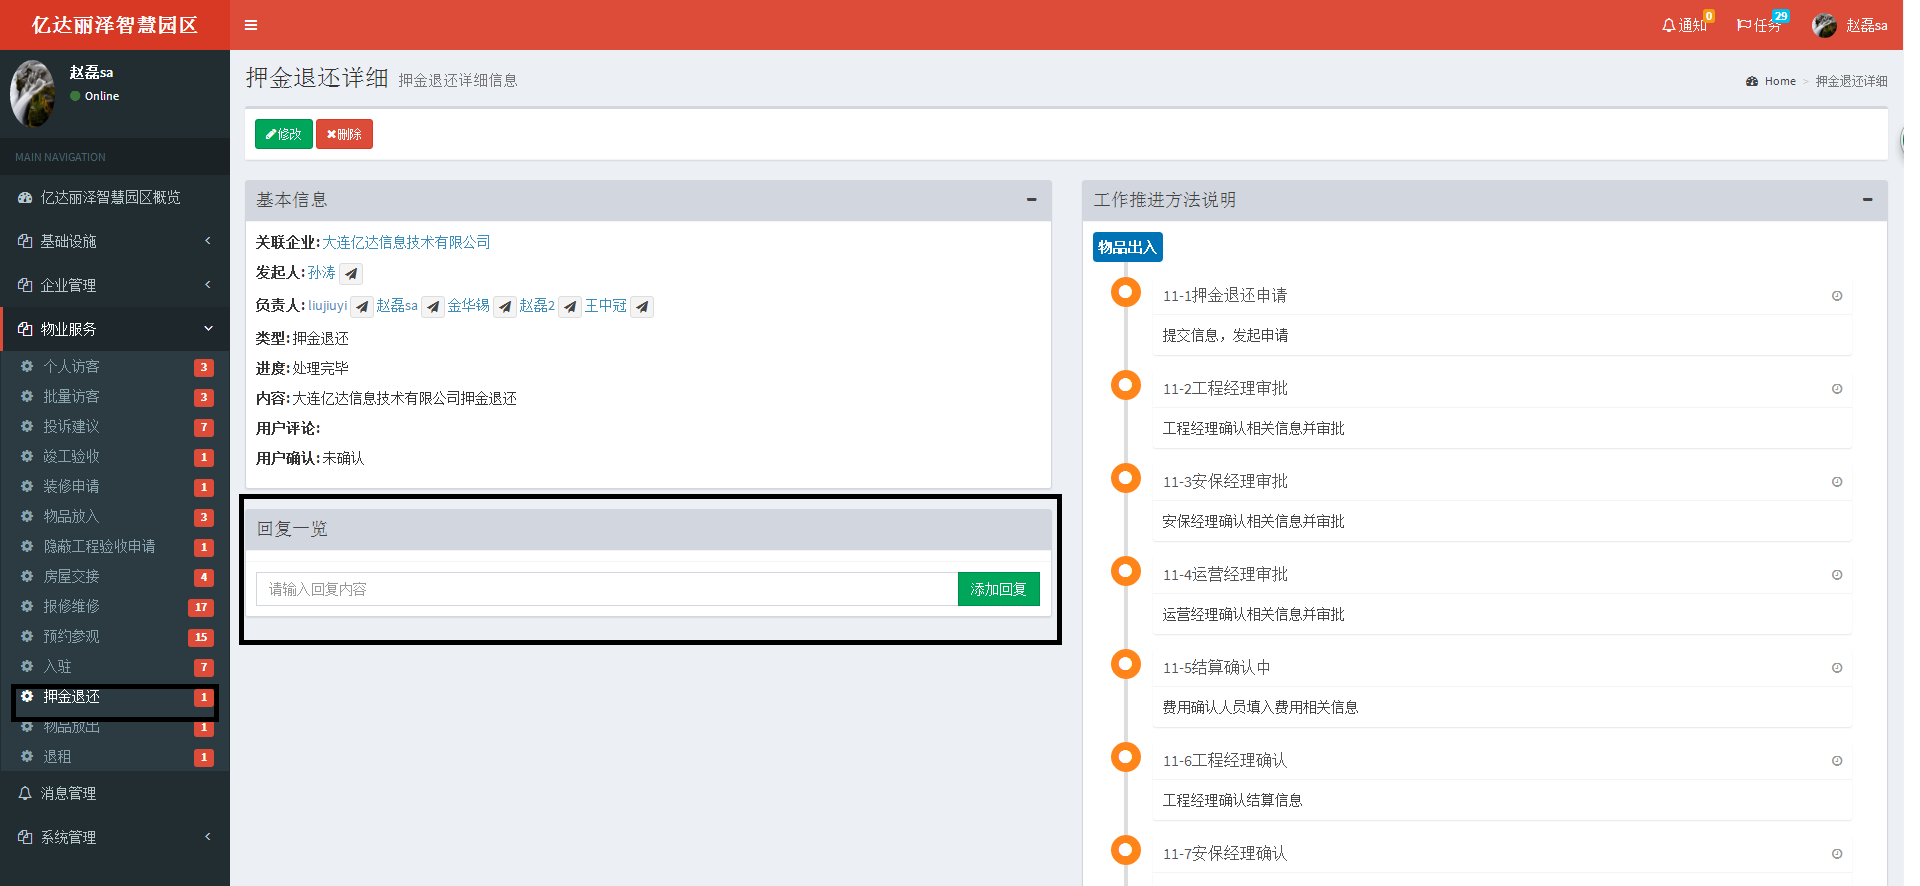 亿达丽泽智慧园区
通知 0
任务 29
赵磊sa
赵磊sa
Online
MAIN NAVIGATION
亿达丽泽智慧园区概览
基础设施
企业管理
物业服务
个人访客 3
批量访客 3
投诉建议 7
竣工验收 1
装修申请 1
物品放入 3
隐蔽工程验收申请 1
房屋交接 4
报修维修 17
预约参观 15
入驻 7
押金退还 1
物品放出 1
退租 1
消息管理
系统管理
押金退还详细 押金退还详细信息
Home > 押金退还详细
修改 删除
基本信息
关联企业:大连亿达信息技术有限公司
发起人:孙涛
负责人:liujiuyi 赵磊sa 金华锡 赵磊2 王中冠
类型:押金退还
进度:处理完毕
内容:大连亿达信息技术有限公司押金退还
用户评论:
用户确认:未确认
回复一览
请输入回复内容 添加回复
工作推进方法说明
物品出入
11-1押金退还申请
提交信息，发起申请
11-2工程经理审批
工程经理确认相关信息并审批
11-3安保经理审批
安保经理确认相关信息并审批
11-4运营经理审批
运营经理确认相关信息并审批
11-5结算确认中
费用确认人员填入费用相关信息
11-6工程经理确认
工程经理确认结算信息
11-7安保经理确认